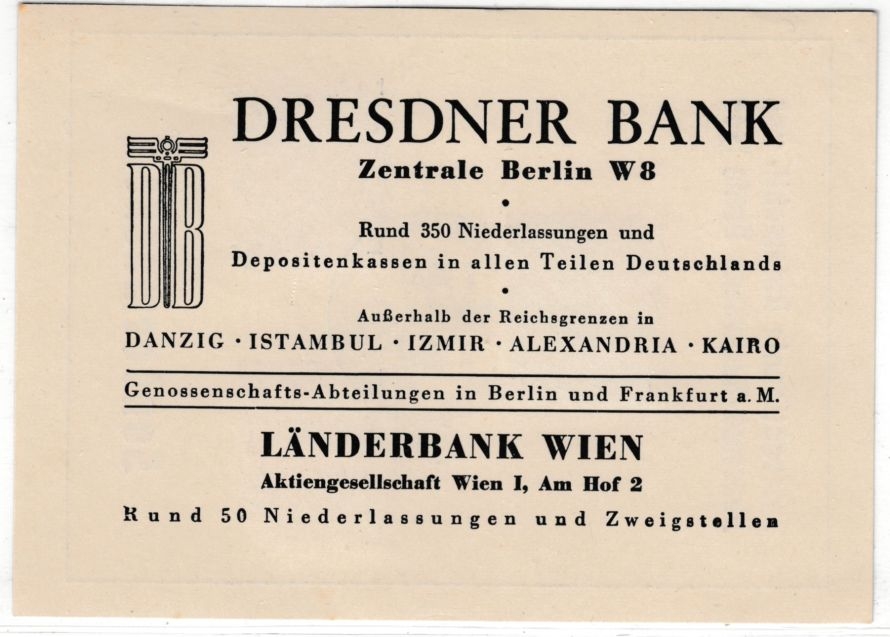 DRESDNER BANK
Zentrale Berlin W8
•
Rund 350 Niederlassungen und
Depositenkassen in allen Teilen Deutschlands
•
Außerhalb der Reichsgrenzen in
DANZIG · ISTAMBUL · IZMIR · ALEXANDRIA · KAIRO
Genossenschafts-Abteilungen in Berlin und Frankfurt a. M.
LÄNDERBANK WIEN
Aktiengesellschaft Wien I, Am Hof 2
Rund 50 Niederlassungen und Zweigstellen
DB